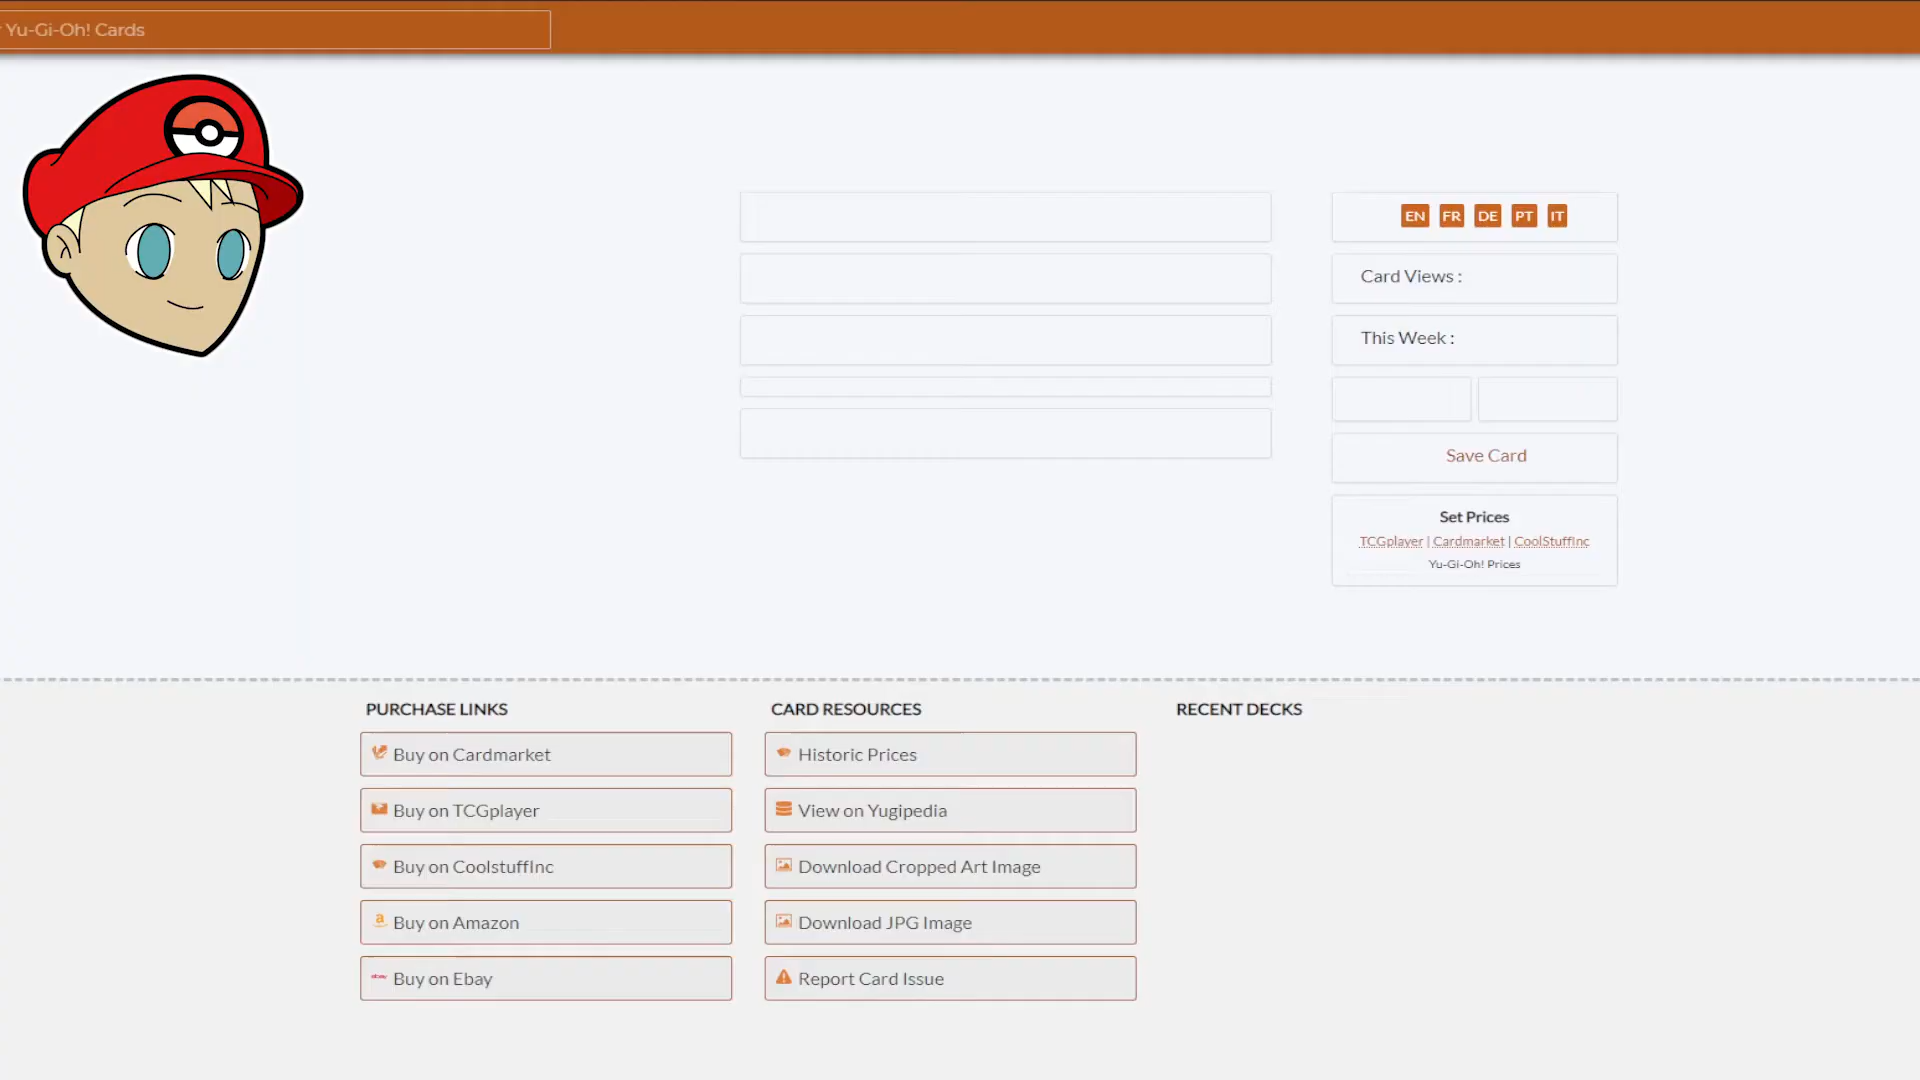 Yu-Gi-Oh! Cards
EN FR DE PT IT
Card Views :
This Week :
Save Card
Set Prices
TCGplayer | Cardmarket | CoolStuffInc
Yu-Gi-Oh! Prices
PURCHASE LINKS
Buy on Cardmarket
Buy on TCGplayer
Buy on CoolstuffInc
a Buy on Amazon
ebay Buy on Ebay
CARD RESOURCES
Historic Prices
View on Yugipedia
Download Cropped Art Image
Download JPG Image
Report Card Issue
RECENT DECKS